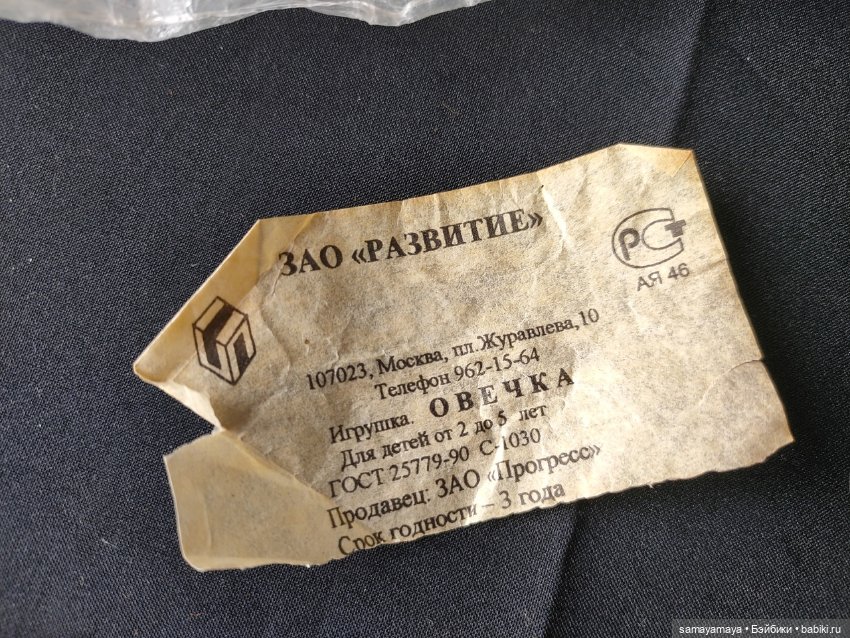 ЗАО «РАЗВИТИЕ»
РСТ
АЯ 46
107023, Москва, пл.Журавлева,10
Телефон 962-15-64
Игрушка. ОВЕЧКА
Для детей от 2 до 5 лет
ГОСТ 25779-90 С-1030
Продавец: ЗАО «Прогресс»
Срок годности – 3 года
samayamaya • Бэйбики • babiki.ru